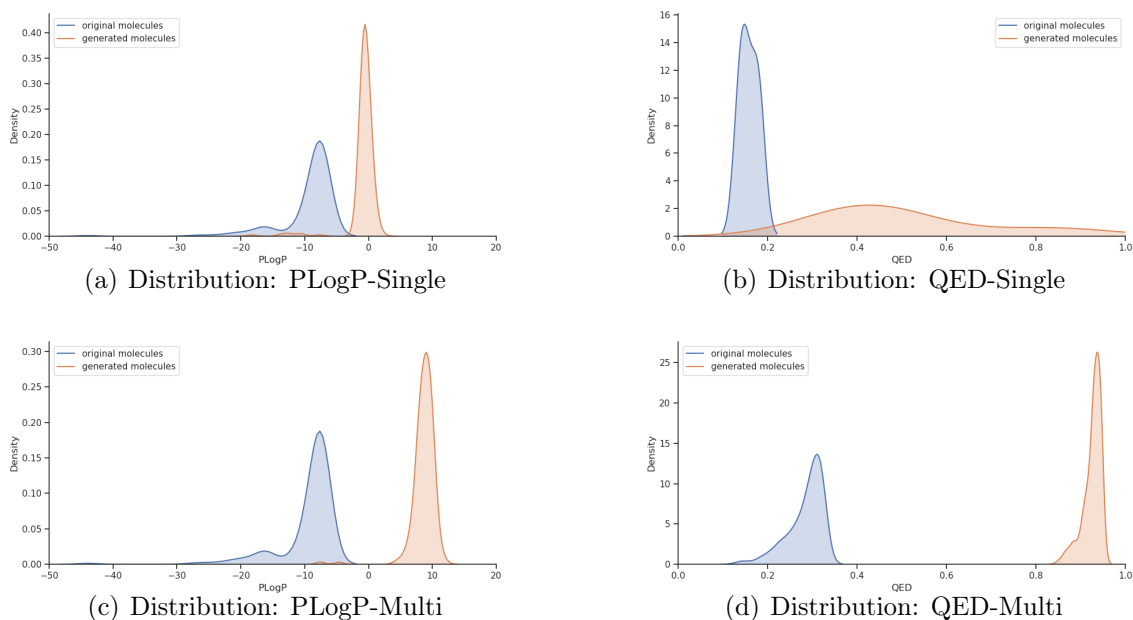 original molecules
generated molecules
0.40
0.35
0.30
0.25
0.20
0.15
0.10
0.05
0.00
Density
−50 −40 −30 −20 −10 0 10 20
PLogP
(a) Distribution: PLogP-Single
original molecules
generated molecules
16
14
12
10
8
6
4
2
0
Density
0.0 0.2 0.4 0.6 0.8 1.0
QED
(b) Distribution: QED-Single
original molecules
generated molecules
0.30
0.25
0.20
0.15
0.10
0.05
0.00
Density
−50 −40 −30 −20 −10 0 10 20
PLogP
(c) Distribution: PLogP-Multi
original molecules
generated molecules
25
20
15
10
5
0
Density
0.0 0.2 0.4 0.6 0.8 1.0
QED
(d) Distribution: QED-Multi